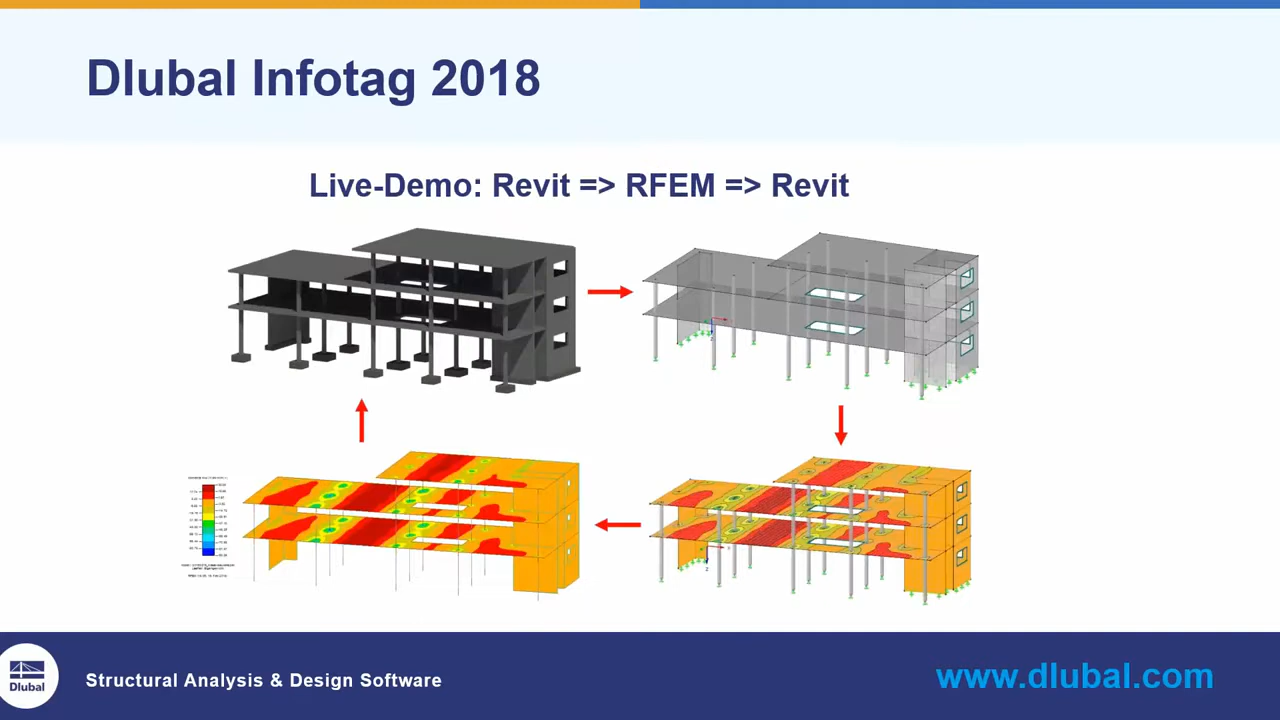 Dlubal Infotag 2018
Live-Demo: Revit => RFEM => Revit
Dlubal
Structural Analysis & Design Software
www.dlubal.com